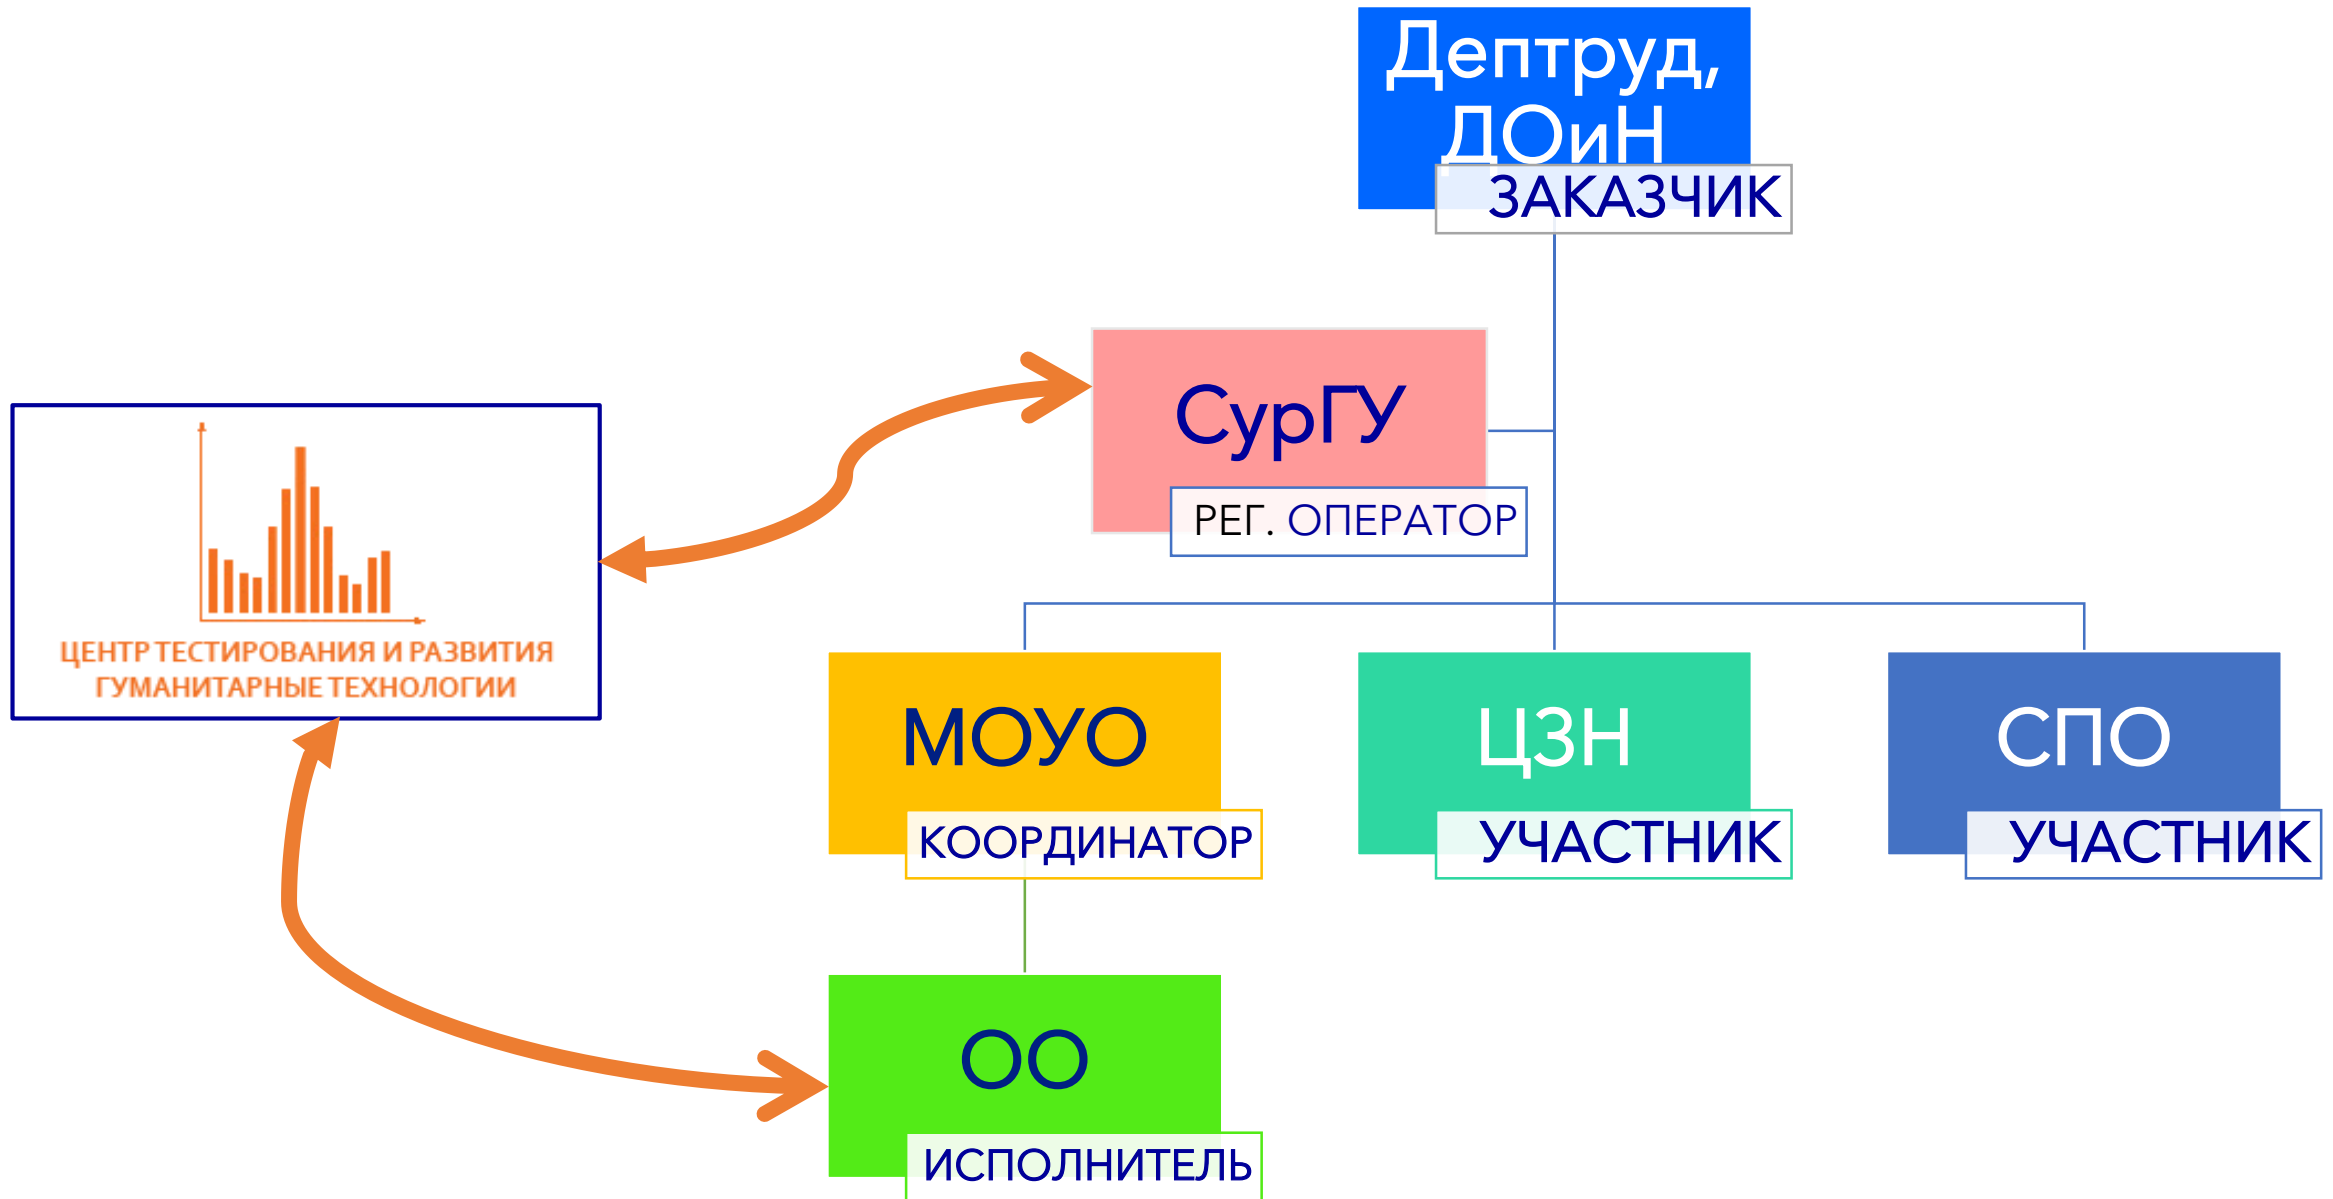 Дептруд,
ДОиН
ЗАКАЗЧИК
СурГУ
РЕГ. ОПЕРАТОР
ЦЕНТР ТЕСТИРОВАНИЯ И РАЗВИТИЯ
ГУМАНИТАРНЫЕ ТЕХНОЛОГИИ
МОУО
КООРДИНАТОР
ЦЗН
УЧАСТНИК
СПО
УЧАСТНИК
ОО
ИСПОЛНИТЕЛЬ